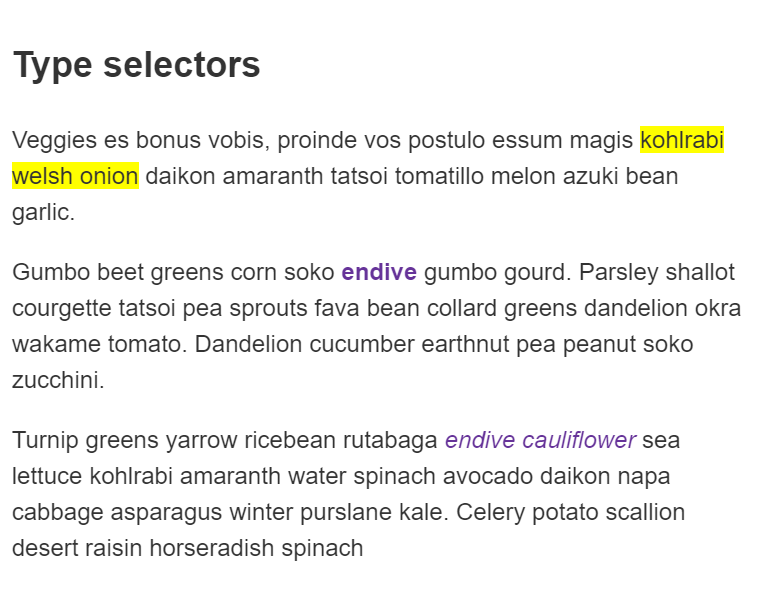 Type selectors
Veggies es bonus vobis, proinde vos postulo essum magis kohlrabi
welsh onion daikon amaranth tatsoi tomatillo melon azuki bean
garlic.
Gumbo beet greens corn soko endive gumbo gourd. Parsley shallot
courgette tatsoi pea sprouts fava bean collard greens dandelion okra
wakame tomato. Dandelion cucumber earthnut pea peanut soko
zucchini.
Turnip greens yarrow ricebean rutabaga endive cauliflower sea
lettuce kohlrabi amaranth water spinach avocado daikon napa
cabbage asparagus winter purslane kale. Celery potato scallion
desert raisin horseradish spinach